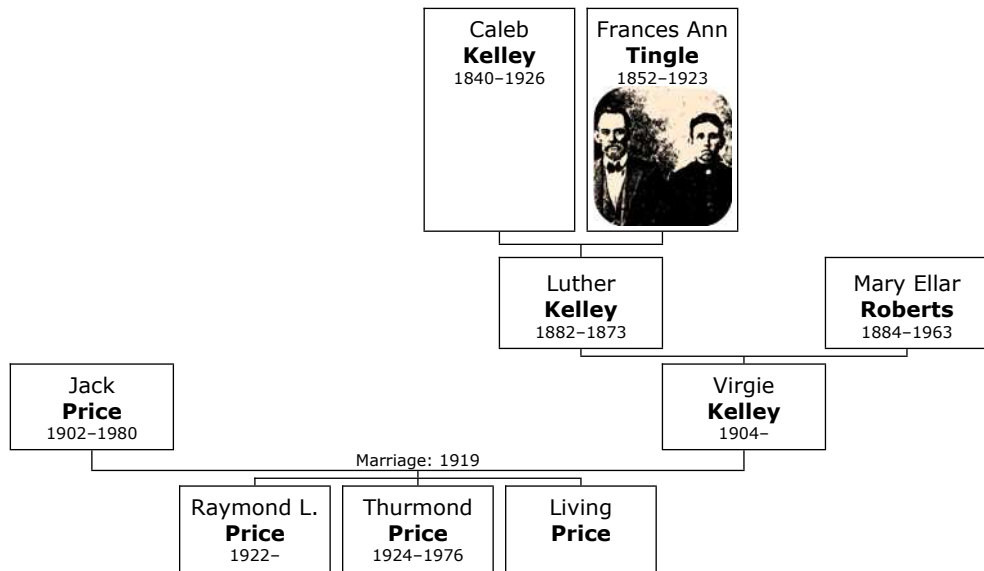 Caleb
Kelley
1840–1926
Frances Ann
Tingle
1852–1923
Luther
Kelley
1882–1873
Mary Ellar
Roberts
1884–1963
Jack
Price
1902–1980
Virgie
Kelley
1904–
Marriage: 1919
Raymond L.
Price
1922–
Thurmond
Price
1924–1976
Living
Price